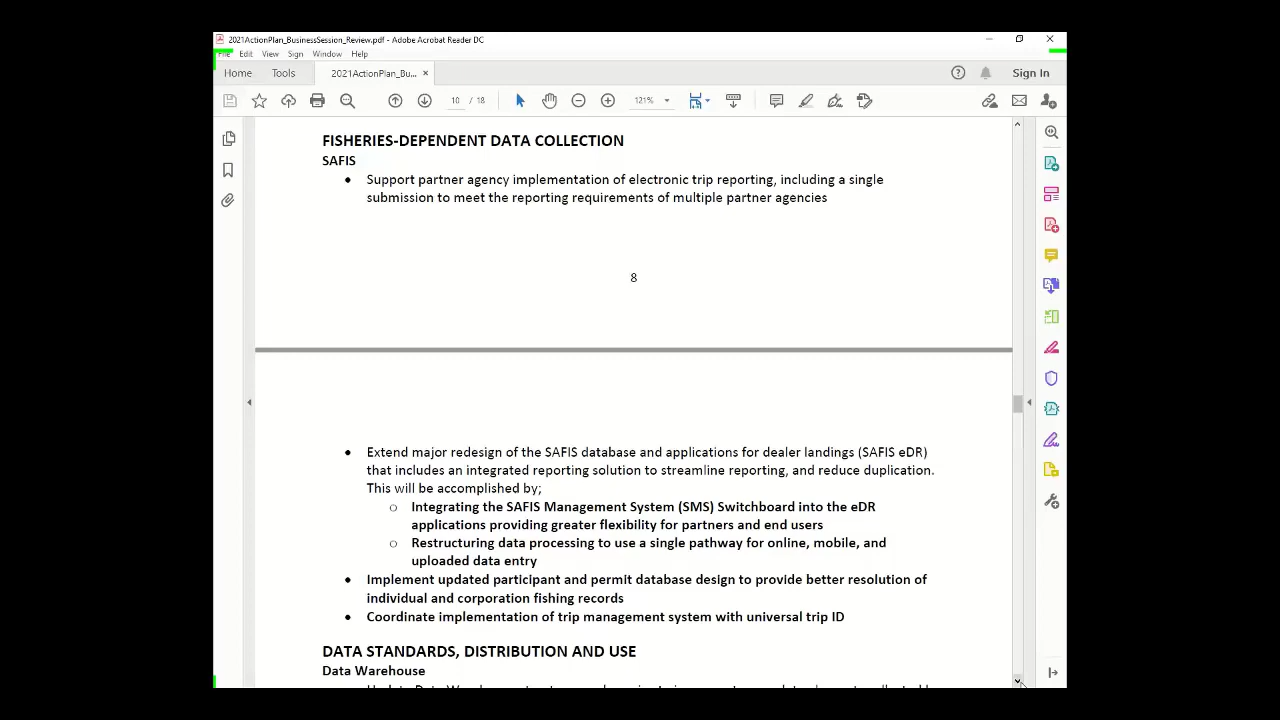 2021ActionPlan_BusinessSession_Review.pdf - Adobe Acrobat Reader DC
File Edit View Sign Window Help
Home Tools 2021ActionPlan_Bu... × Sign In
10 / 18 121%
FISHERIES-DEPENDENT DATA COLLECTION
SAFIS
• Support partner agency implementation of electronic trip reporting, including a single
submission to meet the reporting requirements of multiple partner agencies
8
• Extend major redesign of the SAFIS database and applications for dealer landings (SAFIS eDR)
that includes an integrated reporting solution to streamline reporting, and reduce duplication.
This will be accomplished by;
o Integrating the SAFIS Management System (SMS) Switchboard into the eDR
applications providing greater flexibility for partners and end users
o Restructuring data processing to use a single pathway for online, mobile, and
uploaded data entry
• Implement updated participant and permit database design to provide better resolution of
individual and corporation fishing records
• Coordinate implementation of trip management system with universal trip ID
DATA STANDARDS, DISTRIBUTION AND USE
Data Warehouse